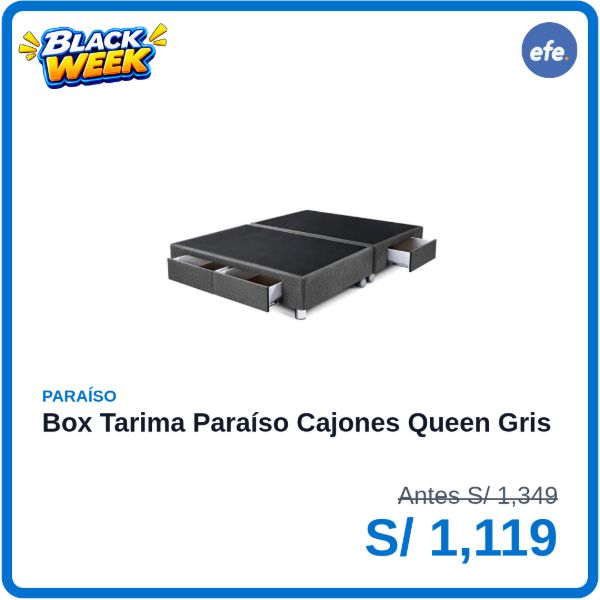 BLACK
WEEK
efe.
PARAÍSO
Box Tarima Paraíso Cajones Queen Gris
Antes S/ 1,349
S/ 1,119